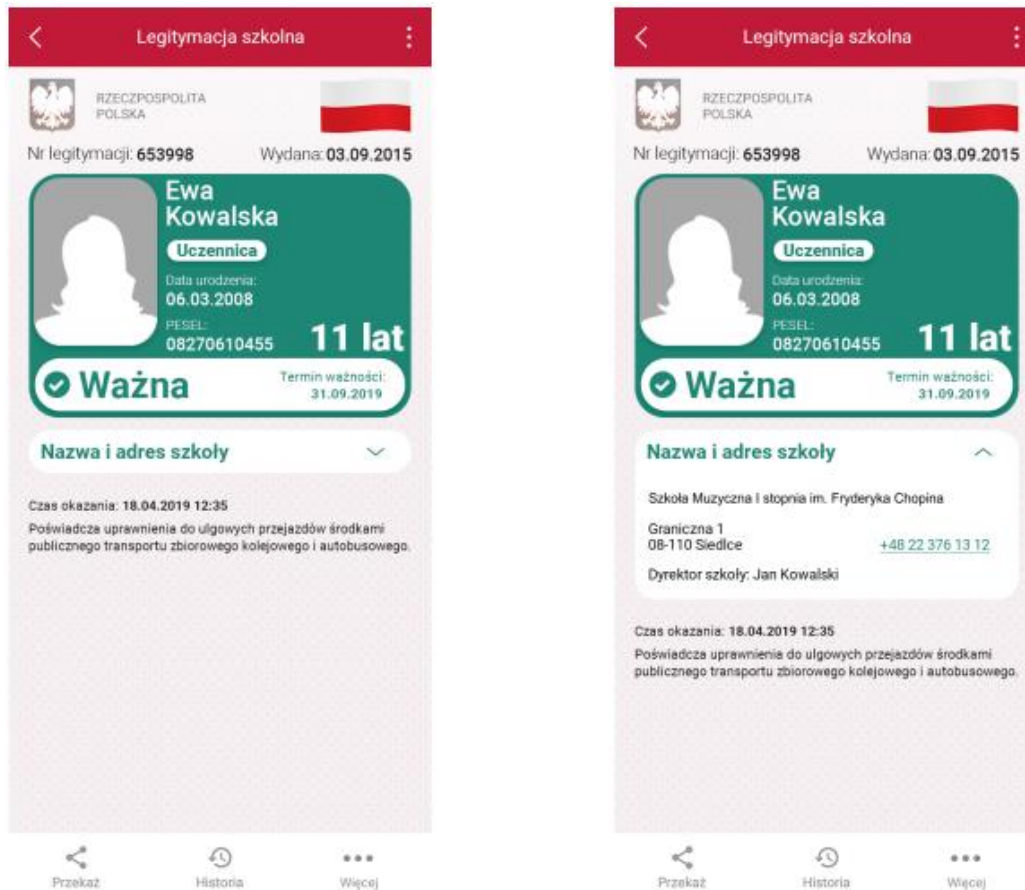 Legitymacja szkolna
RZECZPOSPOLITA
POLSKA
Nr legitymacji: 653998 Wydana: 03.09.2015
Ewa
Kowalska
Uczennica
Data urodzenia:
06.03.2008
PESEL:
08270610455
11 lat
Ważna
Termin ważności:
31.09.2019
Nazwa i adres szkoły
Czas okazania: 18.04.2019 12:35
Poświadcza uprawnienia do ulgowych przejazdów środkami
publicznego transportu zbiorowego kolejowego i autobusowego.
Przekaż Historia Więcej
Legitymacja szkolna
RZECZPOSPOLITA
POLSKA
Nr legitymacji: 653998 Wydana: 03.09.2015
Ewa
Kowalska
Uczennica
Data urodzenia:
06.03.2008
PESEL:
08270610455
11 lat
Ważna
Termin ważności:
31.09.2019
Nazwa i adres szkoły
Szkoła Muzyczna I stopnia im. Fryderyka Chopina
Graniczna 1
08-110 Siedlce +48 22 376 13 12
Dyrektor szkoły: Jan Kowalski
Czas okazania: 18.04.2019 12:35
Poświadcza uprawnienia do ulgowych przejazdów środkami
publicznego transportu zbiorowego kolejowego i autobusowego.
Przekaż Historia Więcej